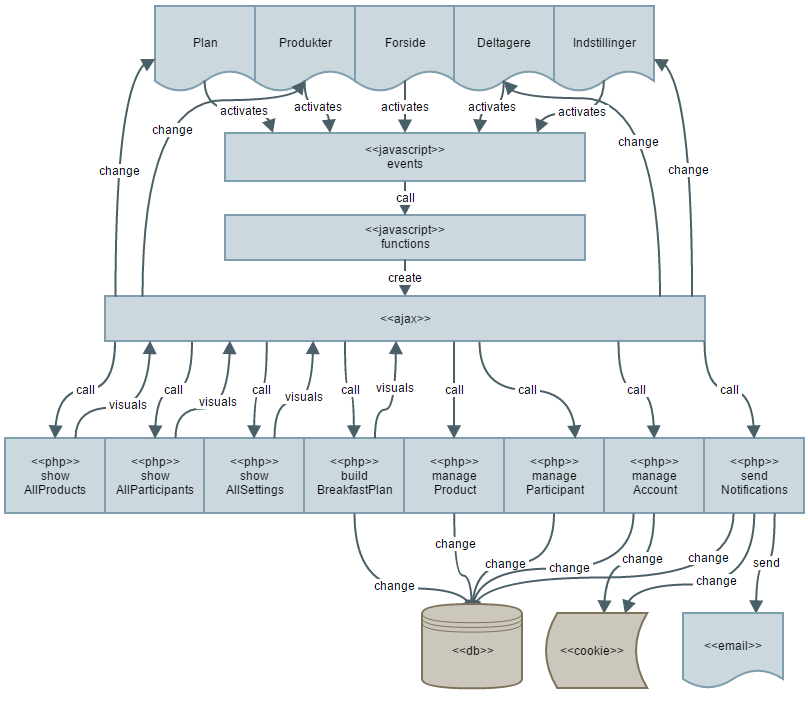 Plan
Produkter
Forside
Deltagere
Indstillinger
activates
activates
activates
activates
activates
change
change
change
change
<<javascript>>
events
call
<<javascript>>
functions
create
<<ajax>>
call
visuals
call
visuals
call
visuals
call
visuals
call
call
call
call
<<php>>
show
AllProducts
<<php>>
show
AllParticipants
<<php>>
show
AllSettings
<<php>>
build
BreakfastPlan
<<php>>
manage
Product
<<php>>
manage
Participant
<<php>>
manage
Account
<<php>>
send
Notifications
change
change
change
change
change
change
change
send
<<db>>
<<cookie>>
<<email>>